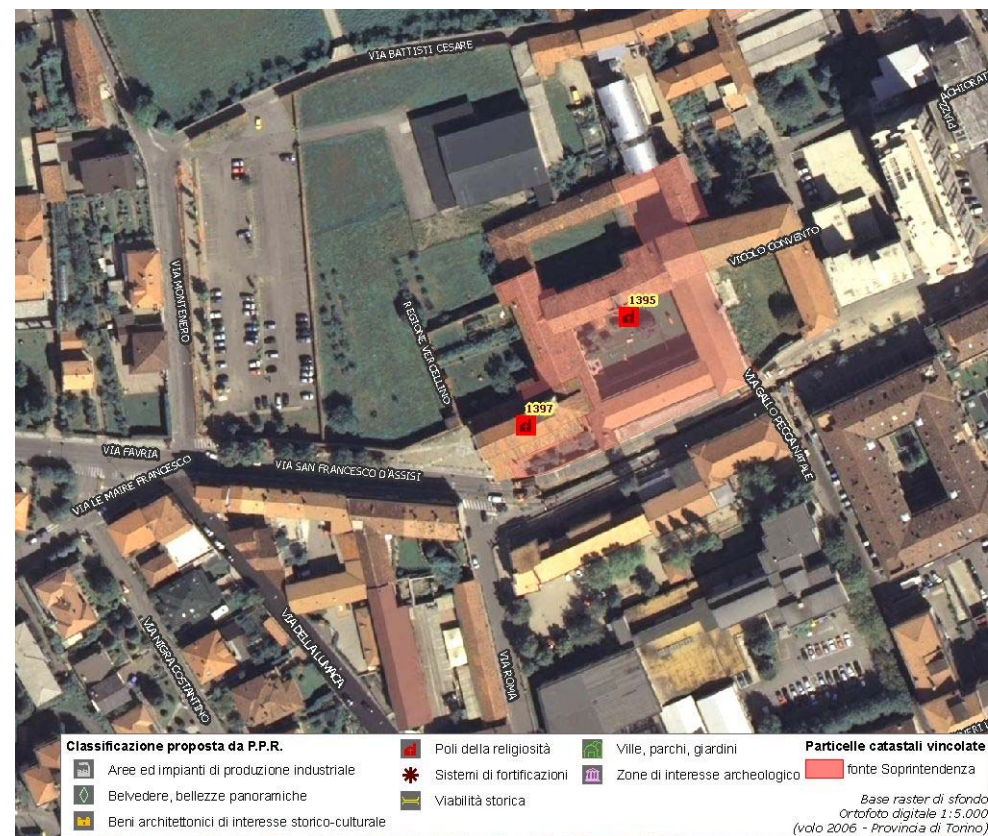 VIA BATTISTI CESARE
VICOLO CONVENTO
VIA MONTENERO
1395
REGIONE VERCELLINO
VIA GALLO PECCA NATALE
1397
VIA FAVRIA
VIA SAN FRANCESCO D'ASSISI
VIA LE MAIRE FRANCESCO
VIA NIGRA COSTANTINO
VIA DELLA LUMACA
VIA ROMA
Classificazione proposta da P.P.R.
Aree ed impianti di produzione industriale
Belvedere, bellezze panoramiche
Beni architettonici di interesse storico-culturale
Poli della religiosità
Sistemi di fortificazioni
Viabilità storica
Ville, parchi, giardini
Zone di interesse archeologico
Particelle catastali vincolate
fonte Soprintendenza
Base raster di sfondo
Ortofoto digitale 1:5.000
(volo 2006 - Provincia di Torino)